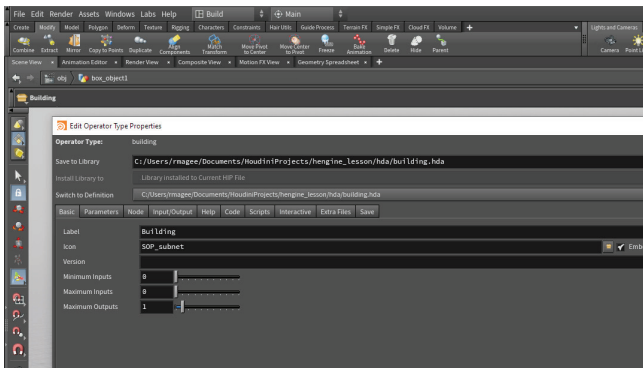 File Edit Render Assets Windows Labs Help Build Main
Create Modify Model Polygon Deform Texture Rigging Characters Constraints Hair Utils Guide Process Terrain FX Simple FX Cloud FX Volume Lights and Cameras
Combine Extract Mirror Copy to Points Duplicate Align Components Match Transform Move Pivot to Center Move Center to Pivot Freeze Bake Animation Delete Hide Parent Camera Point Li
Scene View Animation Editor Render View Composite View Motion FX View Geometry Spreadsheet
obj box_object1
Building
Edit Operator Type Properties
Operator Type: building
Save to Library C:/Users/rmagee/Documents/HoudiniProjects/hengine_lesson/hda/building.hda
Install Library to Library installed to Current HIP File
Switch to Definition C:/Users/rmagee/Documents/HoudiniProjects/hengine_lesson/hda/building.hda
Basic Parameters Node Input/Output Help Code Scripts Interactive Extra Files Save
Label Building
Icon SOP_subnet Embe
Version
Minimum Inputs 0
Maximum Inputs 0
Maximum Outputs 1